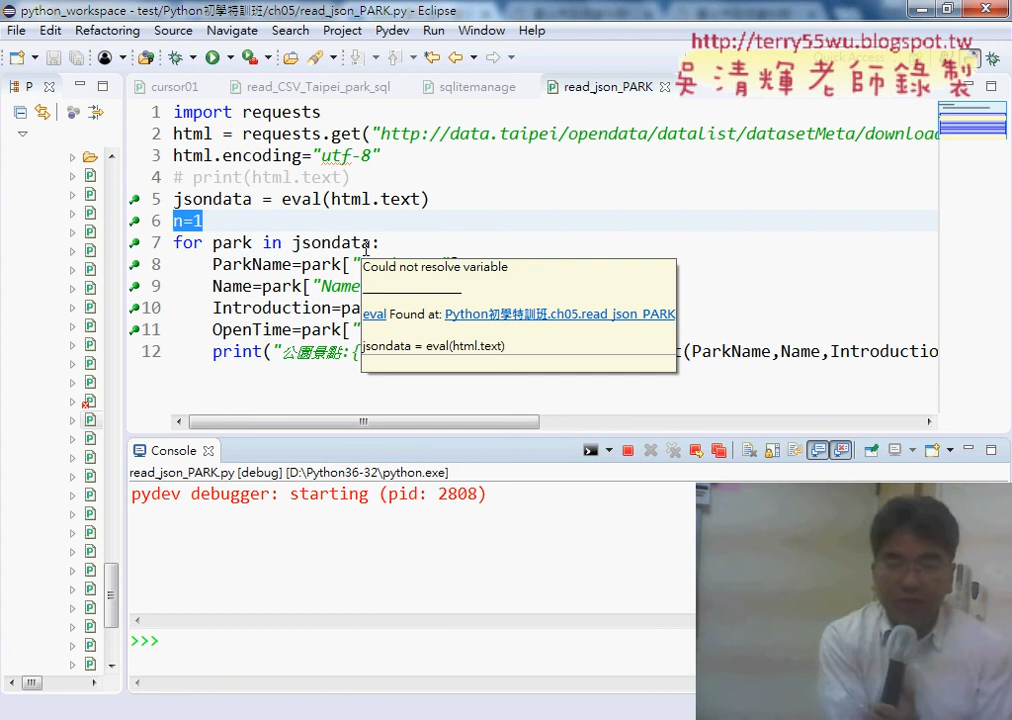 python_workspace - test/Python初學特訓班/ch05/read_json_PARK.py - Eclipse
File Edit Refactoring Source Navigate Search Project Pydev Run Window Help
http://terry55wu.blogspot.tw
Quick Access
吳清輝老師錄製
P
cursor01 read_CSV_Taipei_park_sql sqlitemanage read_json_PARK
1 import requests
2 html = requests.get("http://data.taipei/opendata/datalist/datasetMeta/downloa
3 html.encoding="utf-8"
4 # print(html.text)
5 jsondata = eval(html.text)
6 n=1
7 for park in jsondata:
8 ParkName=park["
9 Name=park["Name
10 Introduction=pa
11 OpenTime=park["
12 print("公園景點:{ t(ParkName,Name,Introductio
Could not resolve variable
eval Found at: Python初學特訓班.ch05.read_json_PARK
jsondata = eval(html.text)
Console
read_json_PARK.py [debug] [D:\Python36-32\python.exe]
pydev debugger: starting (pid: 2808)
>>>